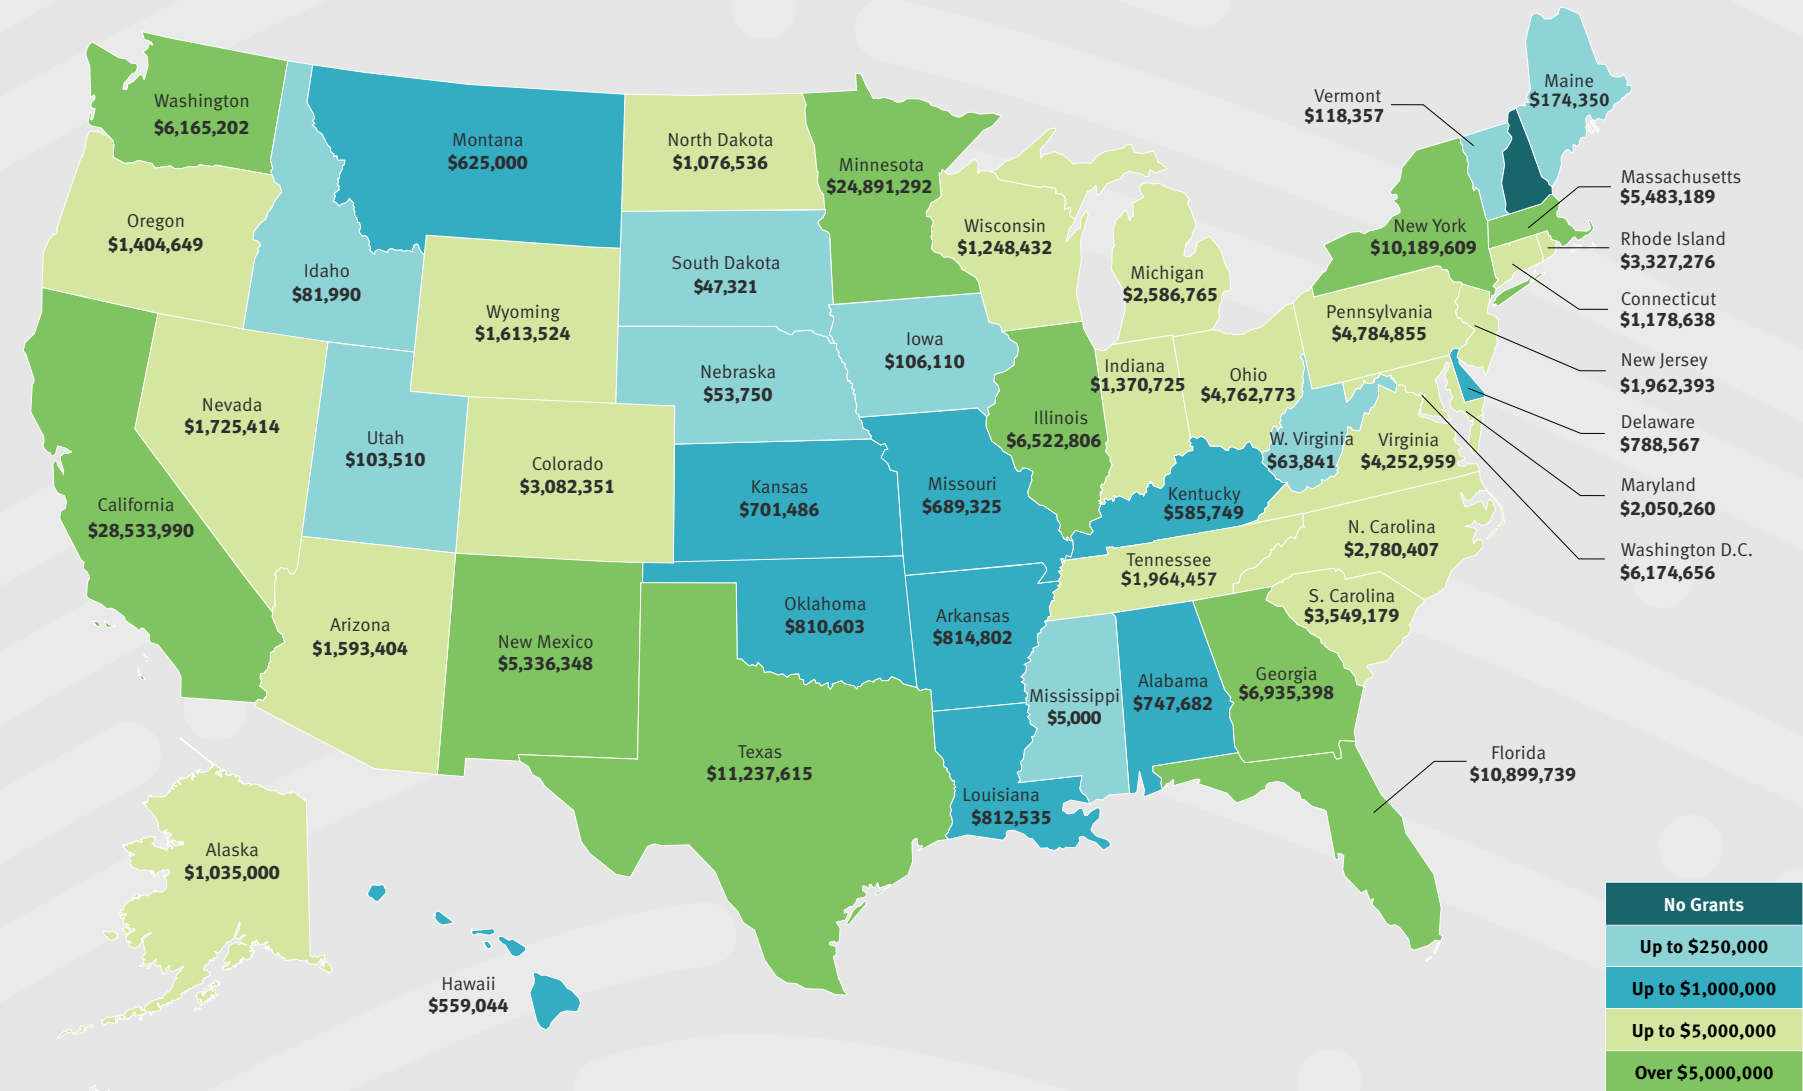 Washington
$6,165,202
Oregon
$1,404,649
California
$28,533,990
Nevada
$1,725,414
Idaho
$81,990
Montana
$625,000
Wyoming
$1,613,524
Utah
$103,510
Colorado
$3,082,351
Arizona
$1,593,404
New Mexico
$5,336,348
North Dakota
$1,076,536
South Dakota
$47,321
Nebraska
$53,750
Kansas
$701,486
Oklahoma
$810,603
Texas
$11,237,615
Minnesota
$24,891,292
Iowa
$106,110
Missouri
$689,325
Arkansas
$814,802
Louisiana
$812,535
Wisconsin
$1,248,432
Illinois
$6,522,806
Michigan
$2,586,765
Indiana
$1,370,725
Ohio
$4,762,773
Kentucky
$585,749
Tennessee
$1,964,457
Mississippi
$5,000
Alabama
$747,682
Georgia
$6,935,398
Florida
$10,899,739
S. Carolina
$3,549,179
N. Carolina
$2,780,407
Virginia
$4,252,959
W. Virginia
$63,841
Pennsylvania
$4,784,855
New York
$10,189,609
Vermont
$118,357
Maine
$174,350
Massachusetts
$5,483,189
Rhode Island
$3,327,276
Connecticut
$1,178,638
New Jersey
$1,962,393
Delaware
$788,567
Maryland
$2,050,260
Washington D.C.
$6,174,656
Alaska
$1,035,000
Hawaii
$559,044
No Grants
Up to $250,000
Up to $1,000,000
Up to $5,000,000
Over $5,000,000